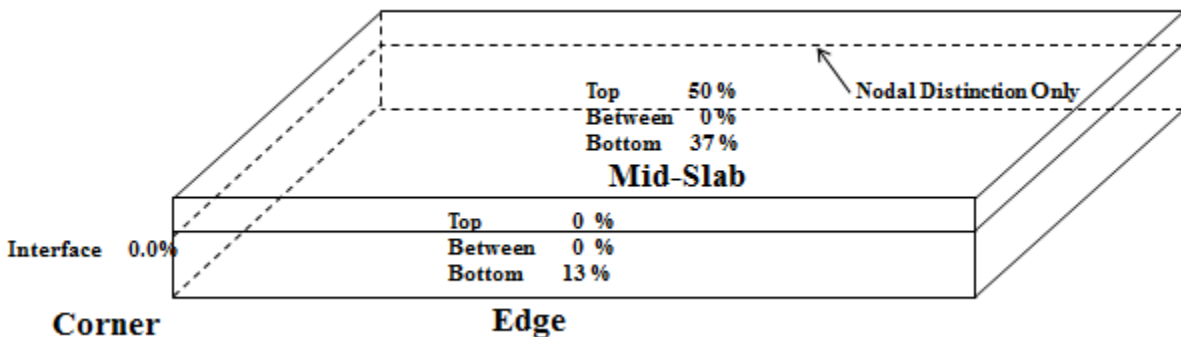 Top 50 %
Nodal Distinction Only
Between 0 %
Bottom 37 %
Mid-Slab
Top 0 %
Interface 0.0%
Between 0 %
Bottom 13 %
Corner
Edge